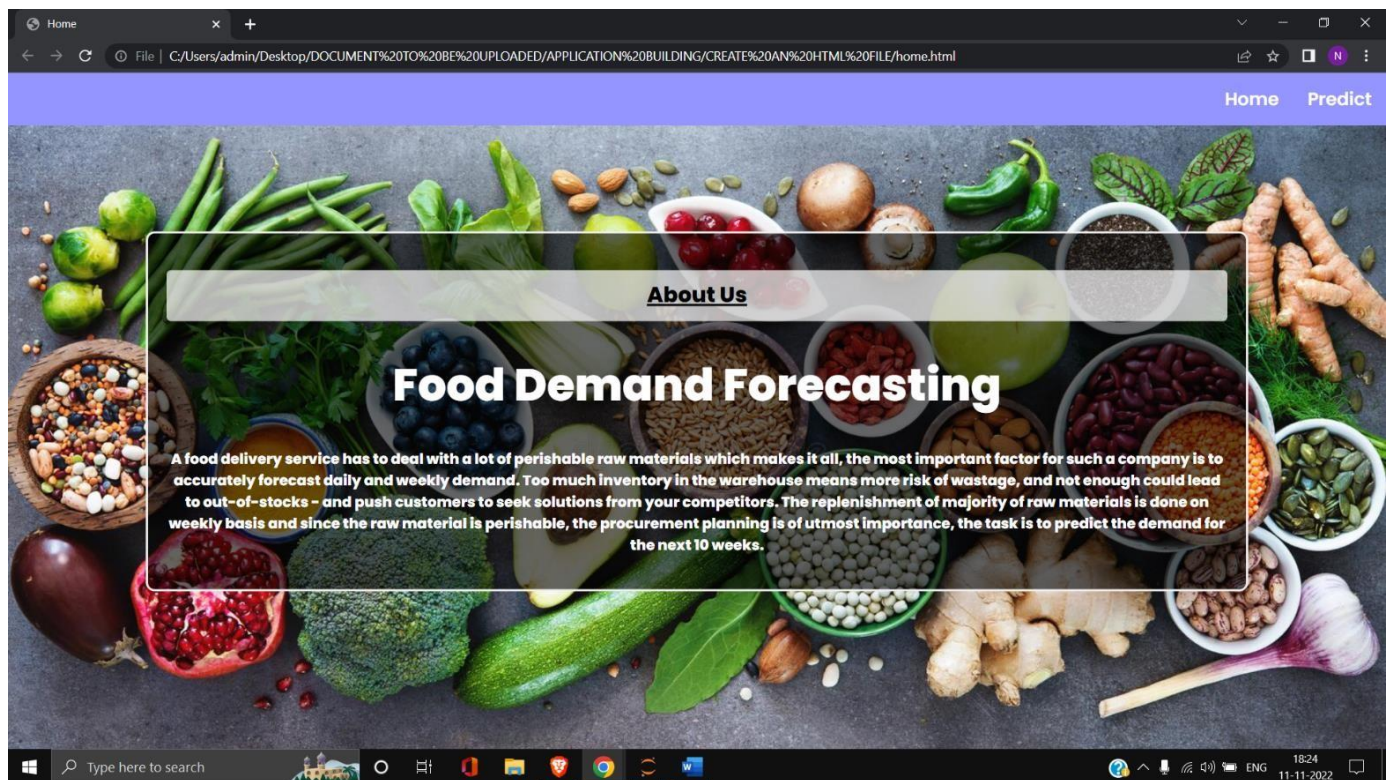 Home
File
C:/Users/admin/Desktop/DOCUMENT%20TO%20BE%20UPLOADED/APPLICATION%20BUILDING/CREATE%20AN%20HTML%20FILE/home.html
N
Home Predict
About Us
Food Demand Forecasting
A food delivery service has to deal with a lot of perishable raw materials which makes it all, the most important factor for such a company is to
accurately forecast daily and weekly demand. Too much inventory in the warehouse means more risk of wastage, and not enough could lead
to out-of-stocks - and push customers to seek solutions from your competitors. The replenishment of majority of raw materials is done on
weekly basis and since the raw material is perishable, the procurement planning is of utmost importance, the task is to predict the demand for
the next 10 weeks.
Type here to search
ENG
18:24
11-11-2022